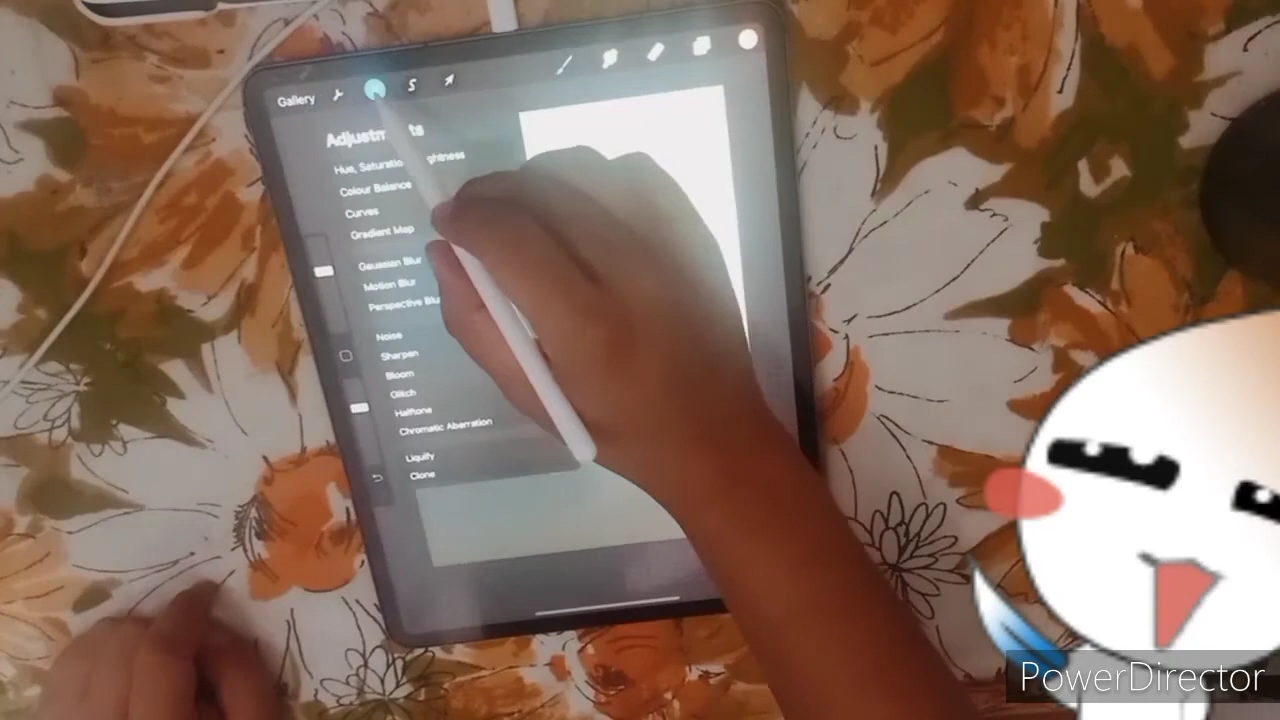 Gallery
Adjustm ts
Hue, Saturatio ghtness
Colour Balance
Curves
Gradient Map
Gaussian Blur
Motion Blur
Perspective Blu
Noise
Sharpen
Bloom
Glitch
Halftone
Chromatic Aberration
Liquify
Clone
PowerDirector